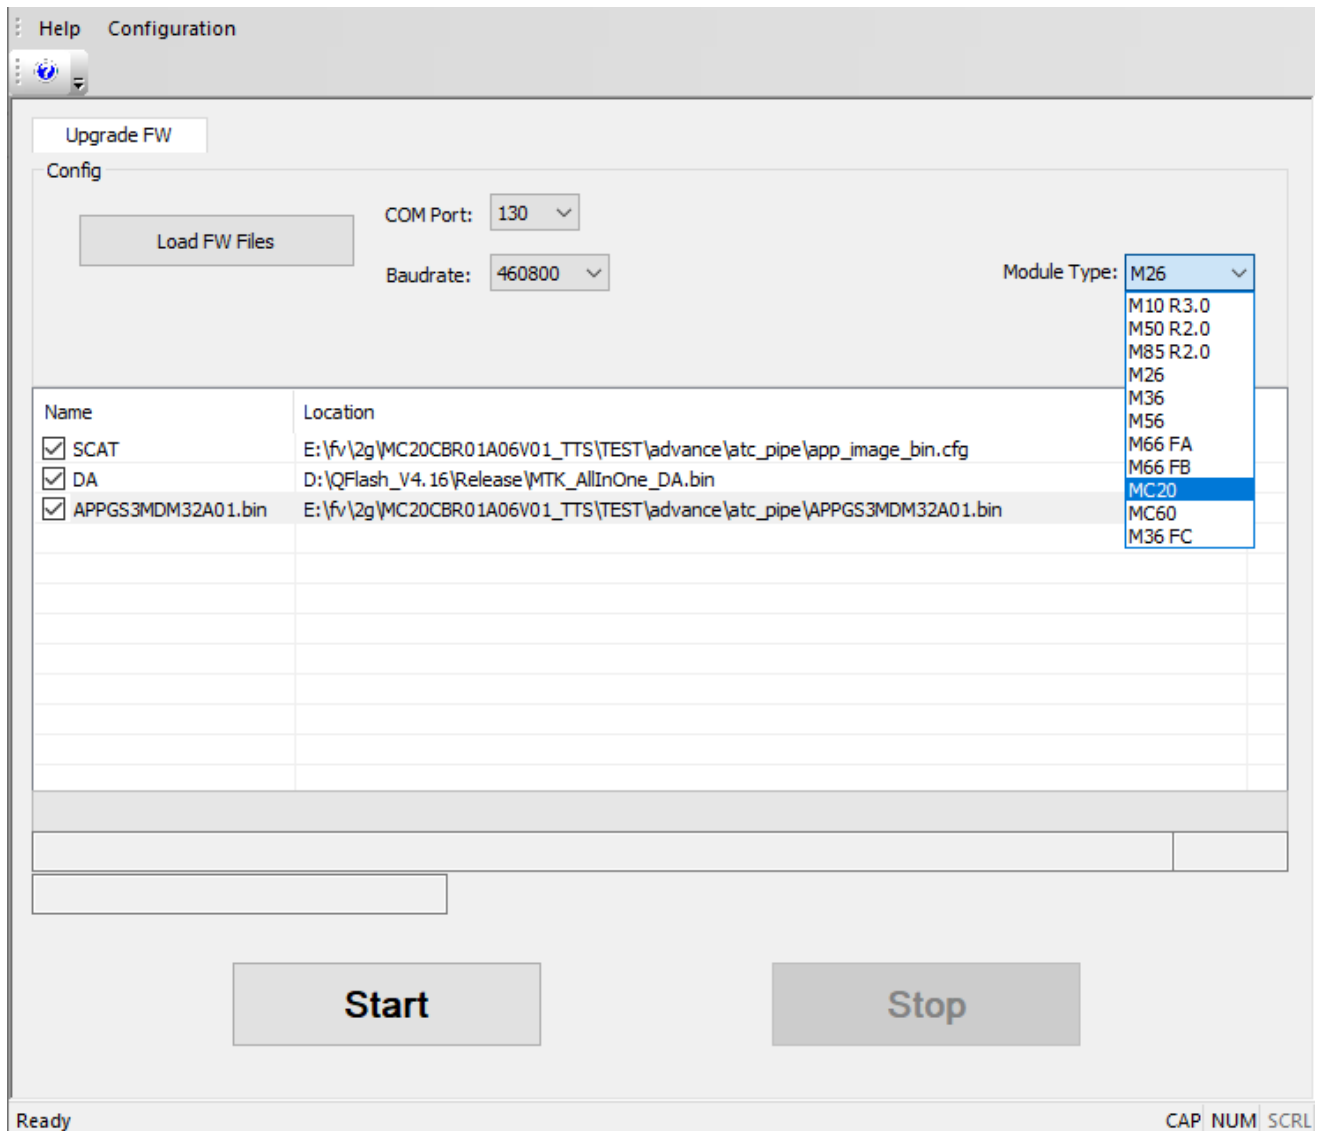 Help Configuration
Upgrade FW
Config
Load FW Files
COM Port: 130
Baudrate: 460800
Module Type: M26
M10 R3.0
M50 R2.0
M85 R2.0
M26
M36
M56
M66 FA
M66 FB
MC20
MC60
M36 FC
Name Location
SCAT E:\fv\2g\MC20CBR01A06V01_TTS\TEST\advance\atc_pipe\app_image_bin.cfg
DA D:\QFlash_V4.16\Release\MTK_AllInOne_DA.bin
APPGS3MDM32A01.bin E:\fv\2g\MC20CBR01A06V01_TTS\TEST\advance\atc_pipe\APPGS3MDM32A01.bin
Start Stop
Ready CAP NUM SCRL